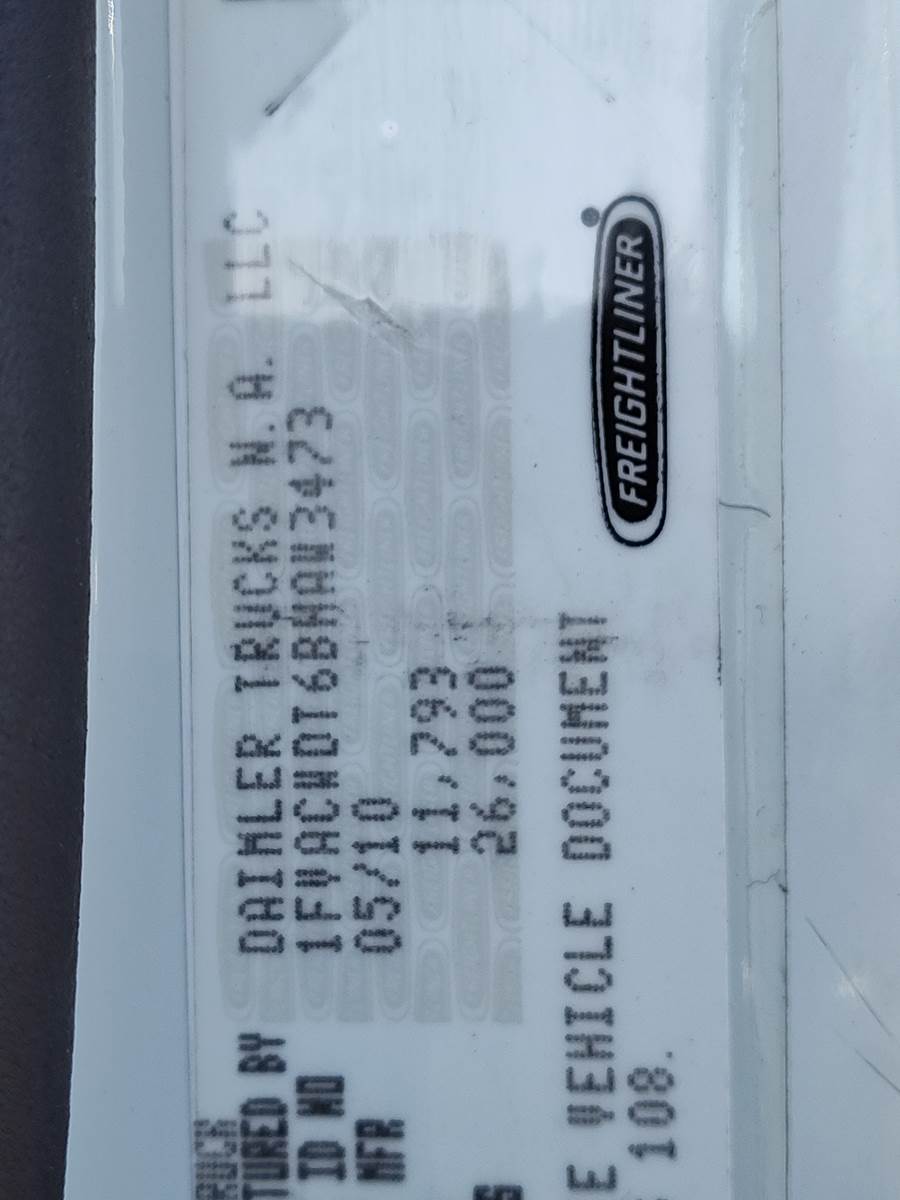 TURED BY DAIMLER TRUCKS N.A. LLC
ID NO 1FVACWDT6BHAW3473
MFR 05/10
11,793
26,000
E VEHICLE DOCUMENT
108.
FREIGHTLINER